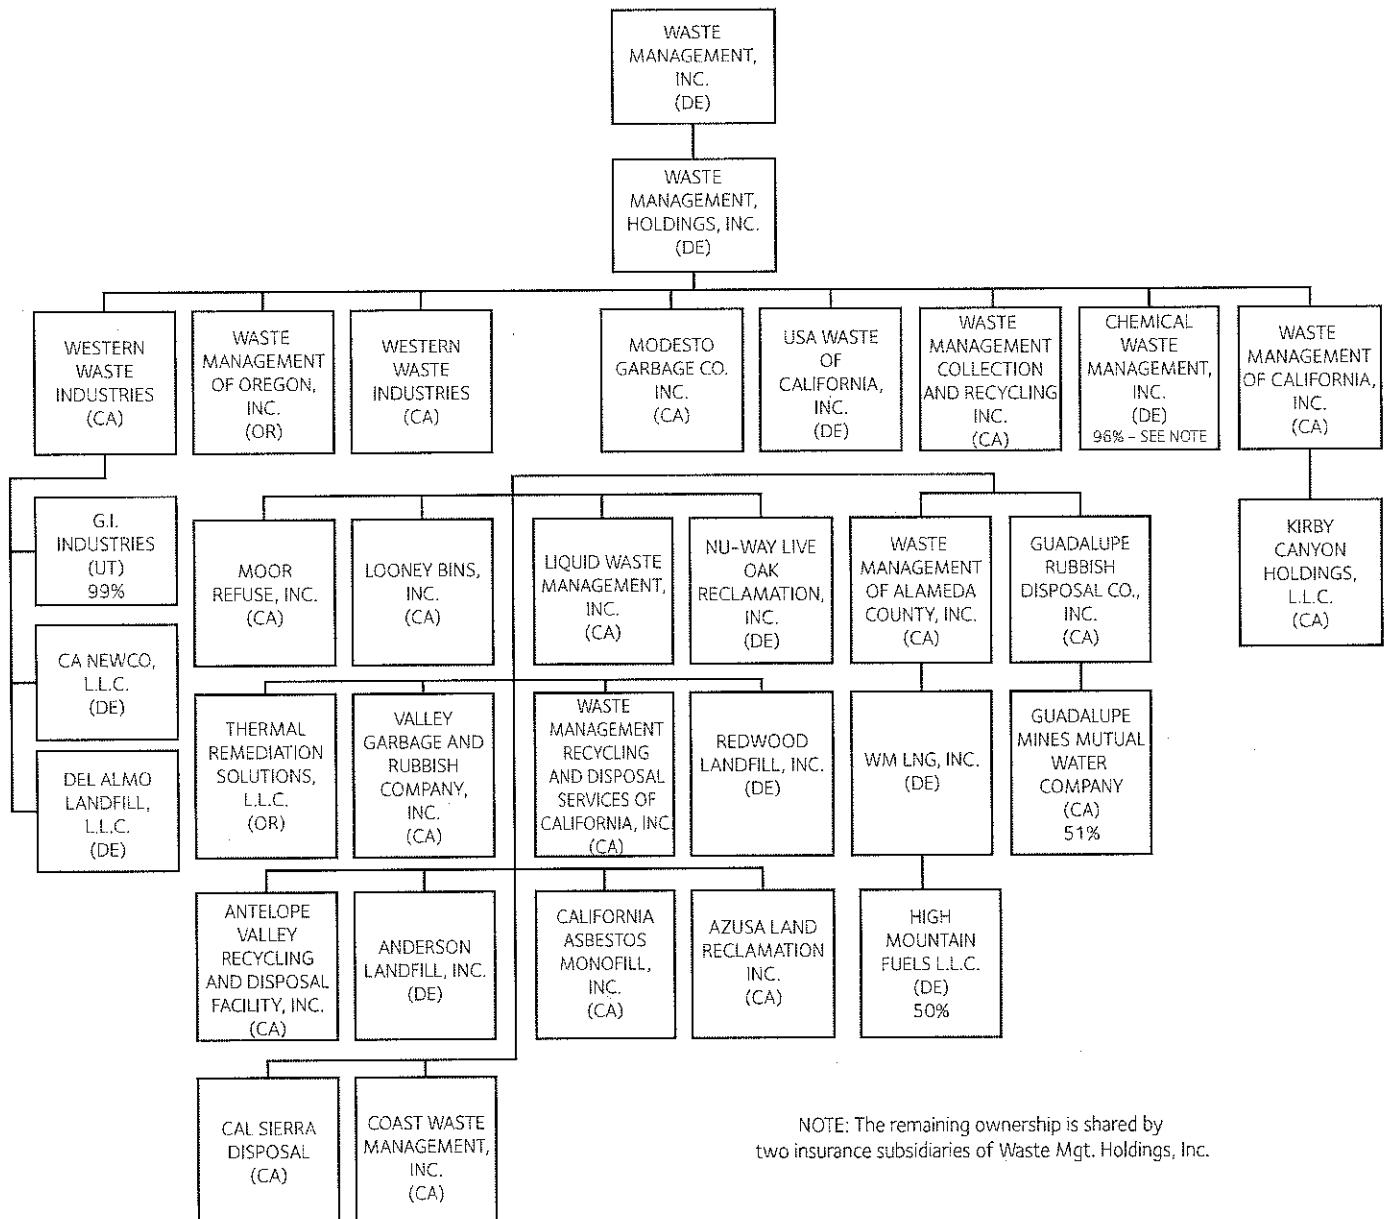 WASTE
MANAGEMENT,
INC.
(DE)
WASTE
MANAGEMENT,
HOLDINGS, INC.
(DE)
WESTERN
WASTE
INDUSTRIES
(CA)
WASTE
MANAGEMENT
OF OREGON,
INC.
(OR)
WESTERN
WASTE
INDUSTRIES
(CA)
MODESTO
GARBAGE CO.
INC.
(CA)
USA WASTE
OF
CALIFORNIA,
INC.
(DE)
WASTE
MANAGEMENT
COLLECTION
AND RECYCLING
INC.
(CA)
CHEMICAL
WASTE
MANAGEMENT,
INC.
(DE)
96% – SEE NOTE
WASTE
MANAGEMENT
OF CALIFORNIA,
INC.
(CA)
G.I.
INDUSTRIES
(UT)
99%
MOOR
REFUSE, INC.
(CA)
LOONEY BINS,
INC.
(CA)
LIQUID WASTE
MANAGEMENT,
INC.
(CA)
NU-WAY LIVE
OAK
RECLAMATION,
INC.
(DE)
WASTE
MANAGEMENT
OF ALAMEDA
COUNTY, INC.
(CA)
GUADALUPE
RUBBISH
DISPOSAL CO.,
INC.
(CA)
KIRBY
CANYON
HOLDINGS,
L.L.C.
(CA)
CA NEWCO,
L.L.C.
(DE)
DEL ALMO
LANDFILL,
L.L.C.
(DE)
THERMAL
REMEDIATION
SOLUTIONS,
L.L.C.
(OR)
VALLEY
GARBAGE AND
RUBBISH
COMPANY,
INC.
(CA)
WASTE
MANAGEMENT
RECYCLING
AND DISPOSAL
SERVICES OF
CALIFORNIA, INC.
(CA)
REDWOOD
LANDFILL, INC.
(DE)
WM LNG, INC.
(DE)
GUADALUPE
MINES MUTUAL
WATER
COMPANY
(CA)
51%
ANTELOPE
VALLEY
RECYCLING
AND DISPOSAL
FACILITY, INC.
(CA)
ANDERSON
LANDFILL, INC.
(DE)
CALIFORNIA
ASBESTOS
MONOFILL,
INC.
(CA)
AZUSA LAND
RECLAMATION
INC.
(CA)
HIGH
MOUNTAIN
FUELS L.L.C.
(DE)
50%
CAL SIERRA
DISPOSAL
(CA)
COAST WASTE
MANAGEMENT,
INC.
(CA)
NOTE: The remaining ownership is shared by
two insurance subsidiaries of Waste Mgt. Holdings, Inc.